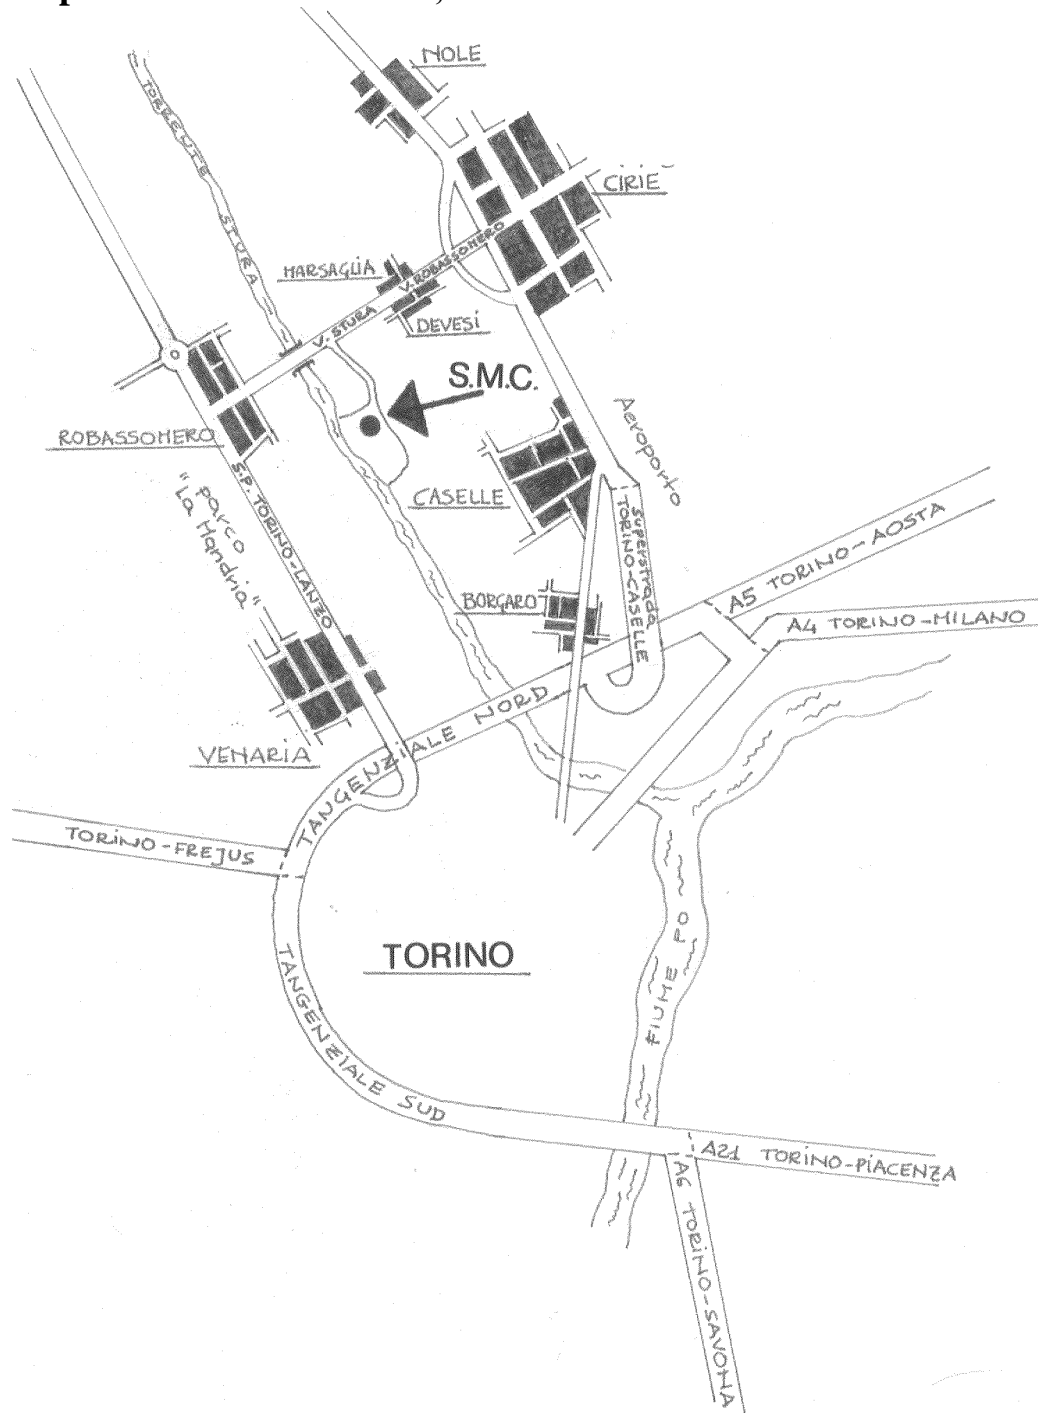 NOLE
TORRENTE STURA
CIRIE
MARSAGLIA
V. ROBASSOMERO
V. STURA
DEVESi
S.M.C.
ROBASSOMERO
Aeroporto
CASELLE
"parco
"La Mandria"
S.P. TORINO-LANZO
Superstrada
TORINO-CASELLE
BORGARO
A5 TORINO-AOSTA
A4 TORINO-MILANO
TANGENZIALE NORD
VENARiA
TORiNO-FREJUS
TORINO
FIUME PO
TANGENZIALE SUD
A21 TORINO-PiACENZA
A6 TORiNO-SAVONA